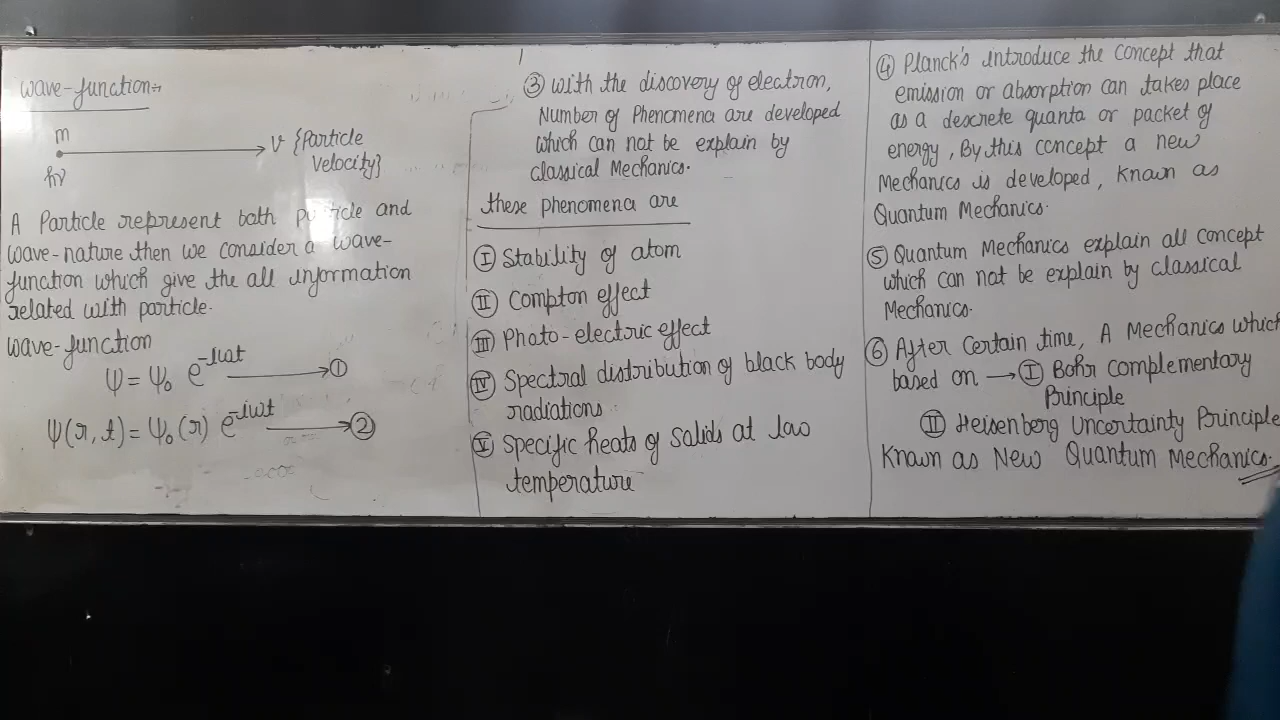 wave-function:→
m
v {Particle
Velocity}
hν
A Particle represent both particle and
wave-nature then we consider a wave-
function which give the all information
related with particle.
wave-function
ψ = ψ₀ e^-iωt → ①
ψ(r, t) = ψ₀(r) e^-iωt → ②
③ with the discovery of electron,
Number of Phenomena are developed
which can not be explain by
classical Mechanics.
these phenomena are
Ⓘ Stability of atom
Ⅱ Compton effect
Ⅲ Photo-electric effect
Ⅳ Spectral distribution of black body
radiations
Ⅴ Specific heats of Solids at low
temperature
④ Planck's introduce the concept that
emission or absorption can takes place
as a descrete quanta or packet of
energy, By this concept a new
Mechanics is developed, known as
Quantum Mechanics.
⑤ Quantum Mechanics explain all concept
which can not be explain by classical
Mechanics.
⑥ After Certain time, A Mechanics which
based on → Ⓘ Bohr complementary
Principle
Ⅱ Heisenberg Uncertainty Principle
Known as New Quantum Mechanics.